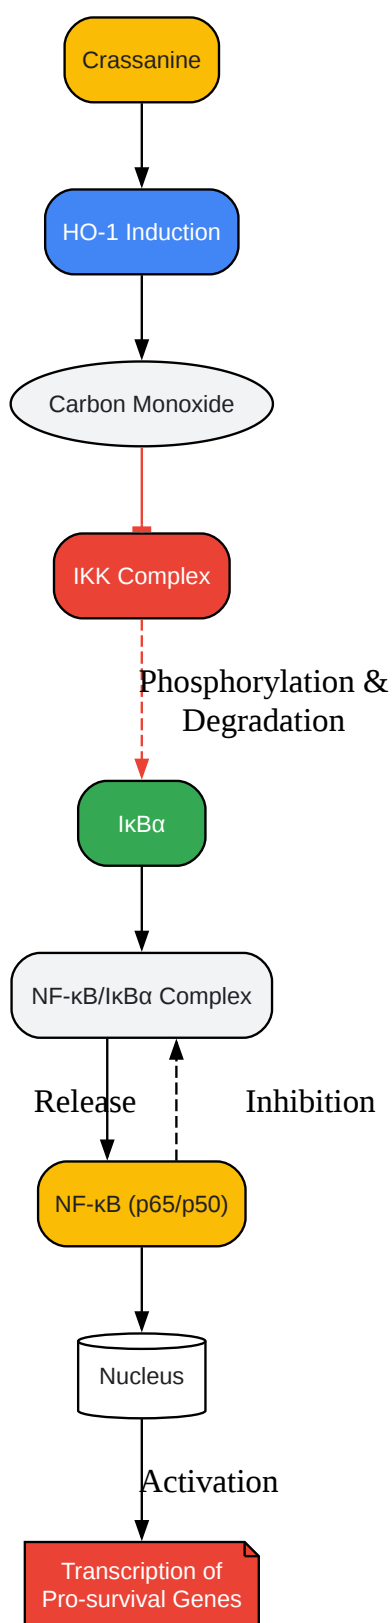 Crassanine
HO-1 Induction
Carbon Monoxide
IKK Complex
Phosphorylation &
Degradation
IκBα
NF-κB/IκBα Complex
Release
Inhibition
NF-κB (p65/p50)
Nucleus
Activation
Transcription of
Pro-survival Genes